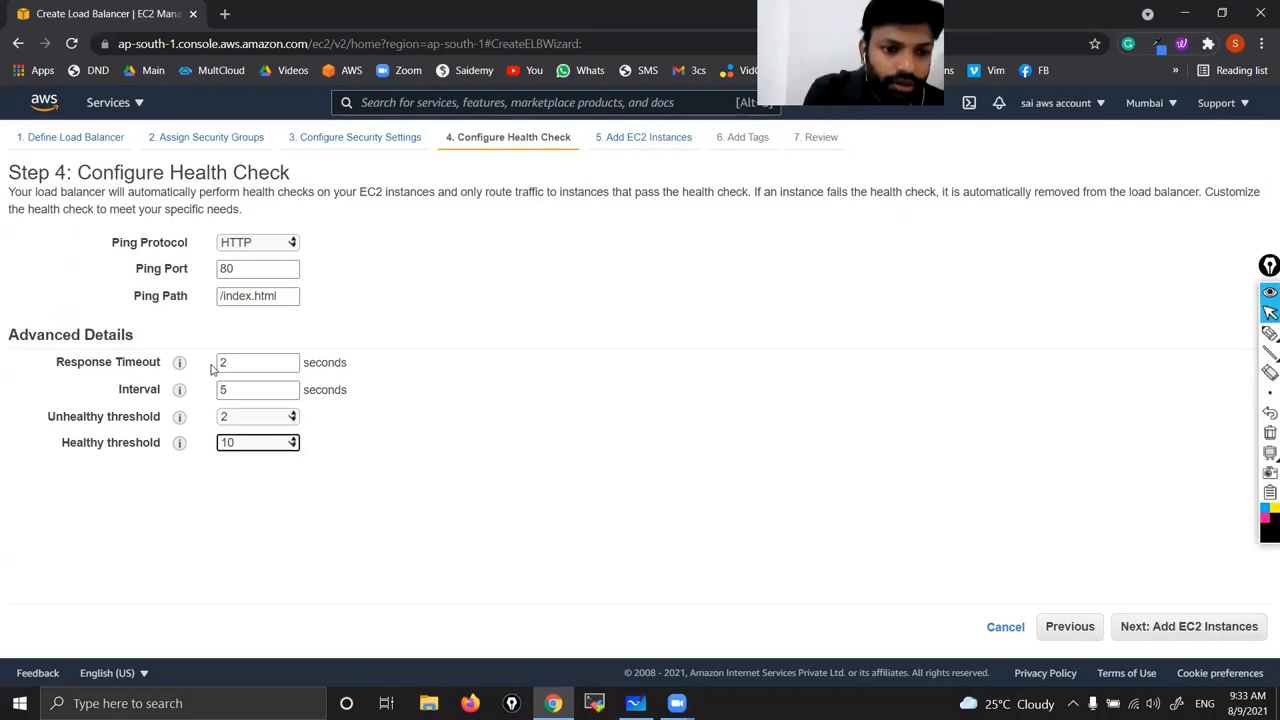 Create Load Balancer | EC2 Man
ap-south-1.console.aws.amazon.com/ec2/v2/home?region=ap-south-1#CreateELBWizard:
S
Apps DND Main MultCloud Videos AWS Zoom Saidemy You Whats SMS 3cs Vid Vim FB » Reading list
aws Services Search for services, features, marketplace products, and docs [Alt+S] sai aws account Mumbai Support
1. Define Load Balancer 2. Assign Security Groups 3. Configure Security Settings 4. Configure Health Check 5. Add EC2 Instances 6. Add Tags 7. Review
Step 4: Configure Health Check
Your load balancer will automatically perform health checks on your EC2 instances and only route traffic to instances that pass the health check. If an instance fails the health check, it is automatically removed from the load balancer. Customize
the health check to meet your specific needs.
Ping Protocol HTTP
Ping Port 80
Ping Path /index.html
Advanced Details
Response Timeout i 2 seconds
Interval i 5 seconds
Unhealthy threshold i 2
Healthy threshold i 10
Cancel Previous Next: Add EC2 Instances
Feedback English (US) © 2008 - 2021, Amazon Internet Services Private Ltd. or its affiliates. All rights reserved. Privacy Policy Terms of Use Cookie preferences
Type here to search 25°C Cloudy ENG 9:33 AM
8/9/2021